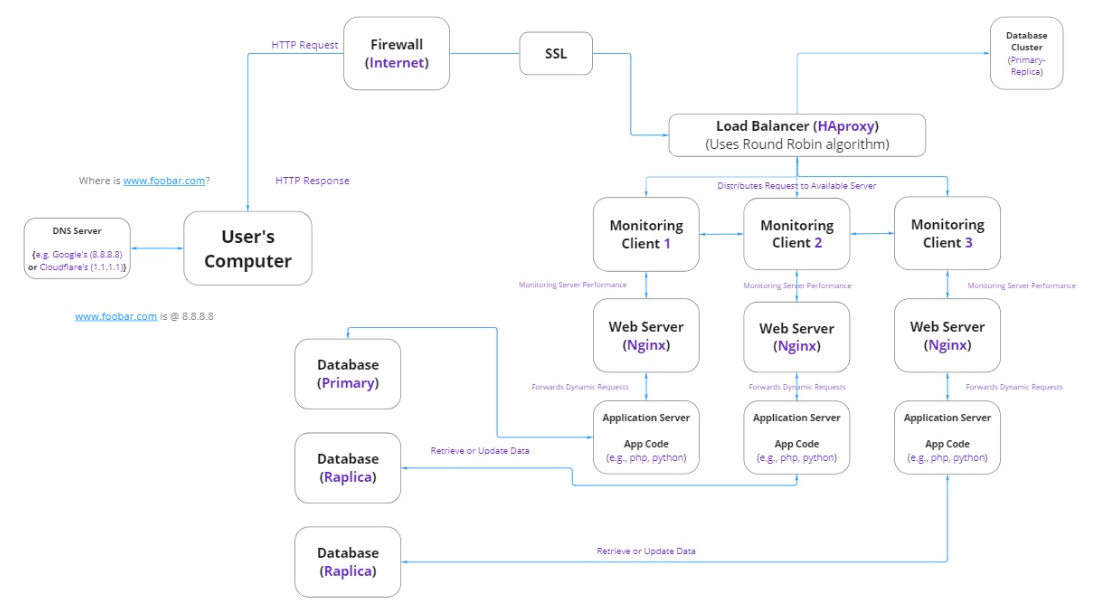 HTTP Request
Firewall
(Internet)
SSL
Database
Cluster
(Primary-
Replica)
Load Balancer (HAproxy)
(Uses Round Robin algorithm)
Where is www.foobar.com?
HTTP Response
Distributes Request to Available Server
DNS Server
{e.g. Google's (8.8.8.8)
or Cloudflare's (1.1.1.1)}
User's
Computer
Monitoring
Client 1
Monitoring
Client 2
Monitoring
Client 3
Monitoring Server Performance
Monitoring Server Performance
Monitoring Server Performance
www.foobar.com is @ 8.8.8.8
Web Server
(Nginx)
Web Server
(Nginx)
Web Server
(Nginx)
Database
(Primary)
Forwards Dynamic Requests
Forwards Dynamic Requests
Forwards Dynamic Requests
Application Server
App Code
(e.g., php, python)
Application Server
App Code
(e.g., php, python)
Application Server
App Code
(e.g., php, python)
Database
(Raplica)
Retrieve or Update Data
Database
(Raplica)
Retrieve or Update Data